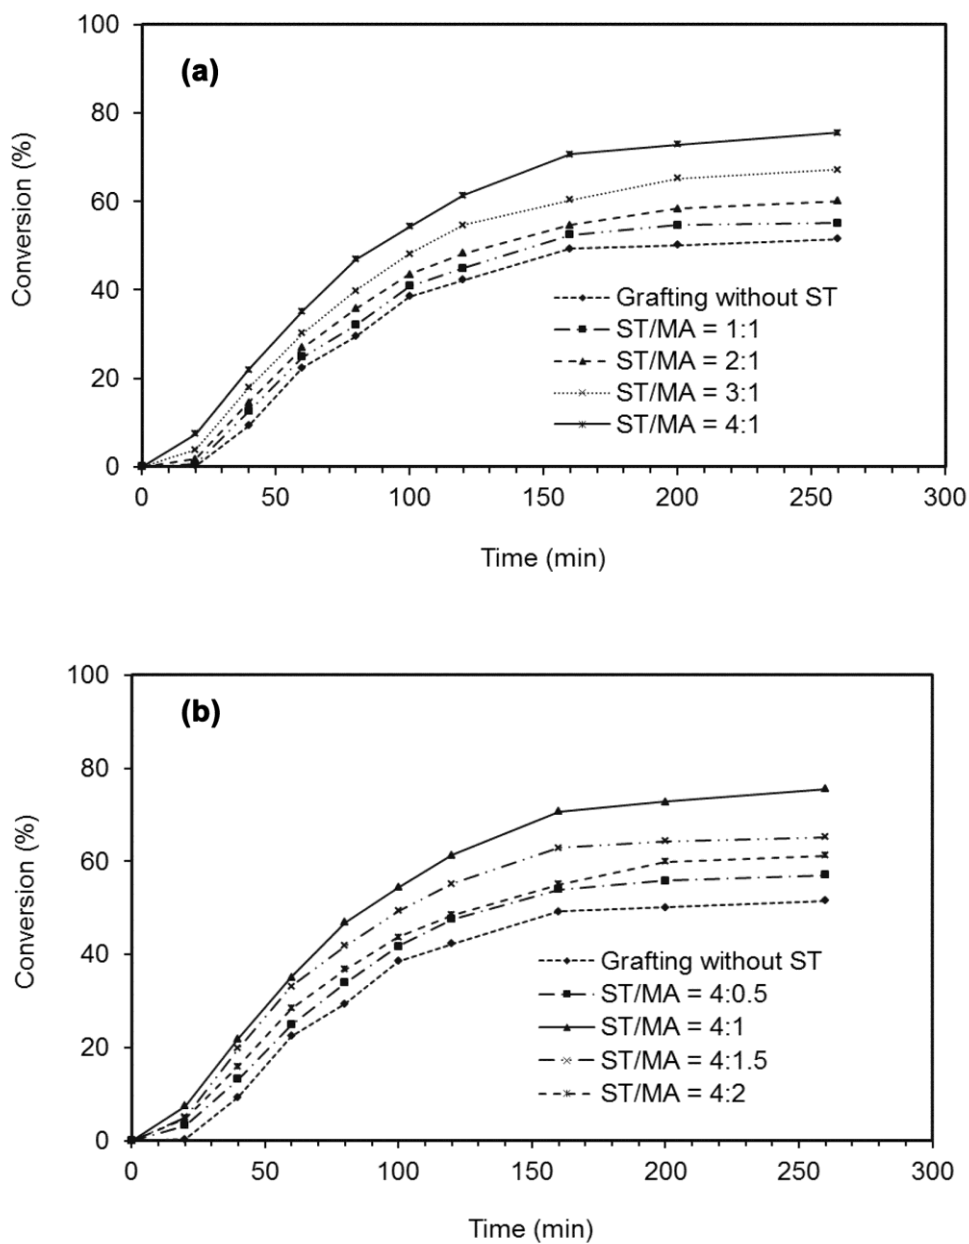 100
(a)
80
60
40
20
0
Conversion (%)
Grafting without ST
ST/MA = 1:1
ST/MA = 2:1
ST/MA = 3:1
ST/MA = 4:1
0 50 100 150 200 250 300
Time (min)
100
(b)
80
60
40
20
0
Conversion (%)
Grafting without ST
ST/MA = 4:0.5
ST/MA = 4:1
ST/MA = 4:1.5
ST/MA = 4:2
0 50 100 150 200 250 300
Time (min)